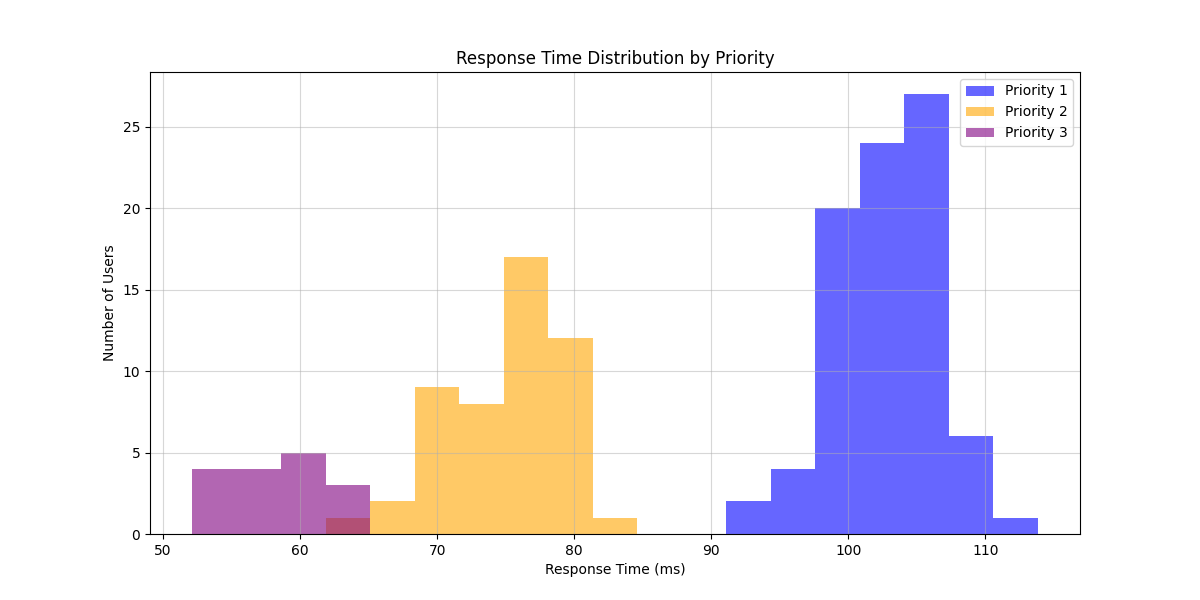 Response Time Distribution by Priority
Priority 1
Priority 2
Priority 3
Number of Users
25
20
15
10
5
0
50 60 70 80 90 100 110
Response Time (ms)